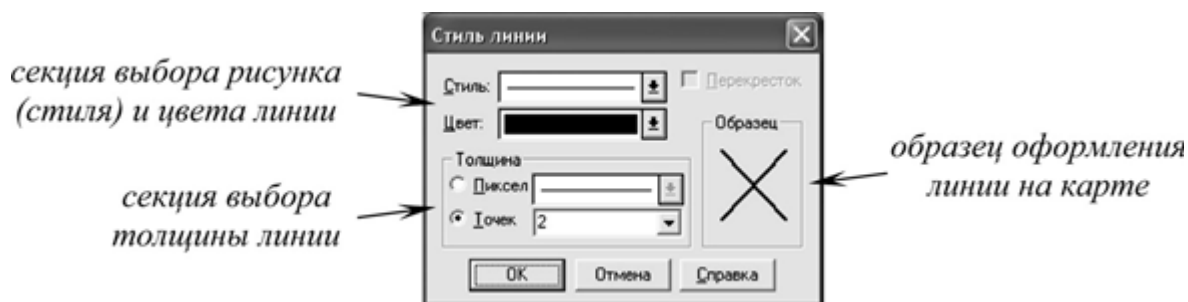 Стиль линии
секция выбора рисунка
(стиля) и цвета линии
Стиль:
Перекресток
Цвет:
Образец
образец оформления
линии на карте
Толщина
Пиксел
секция выбора
толщины линии
Точек 2
OK Отмена Справка